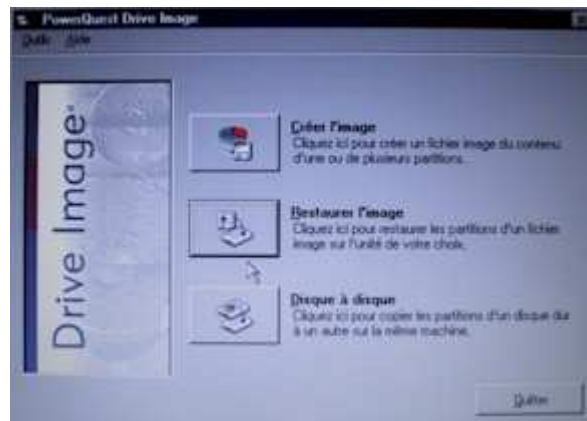 PowerQuest Drive Image
Outils Aide
Drive Image
Créer l'image
Cliquez ici pour créer un fichier image du contenu
d'une ou de plusieurs partitions.
Restaurer l'image
Cliquez ici pour restaurer les partitions d'un fichier
image sur l'unité de votre choix.
Disque à disque
Cliquez ici pour copier les partitions d'un disque dur
à un autre sur la même machine.
Quitter